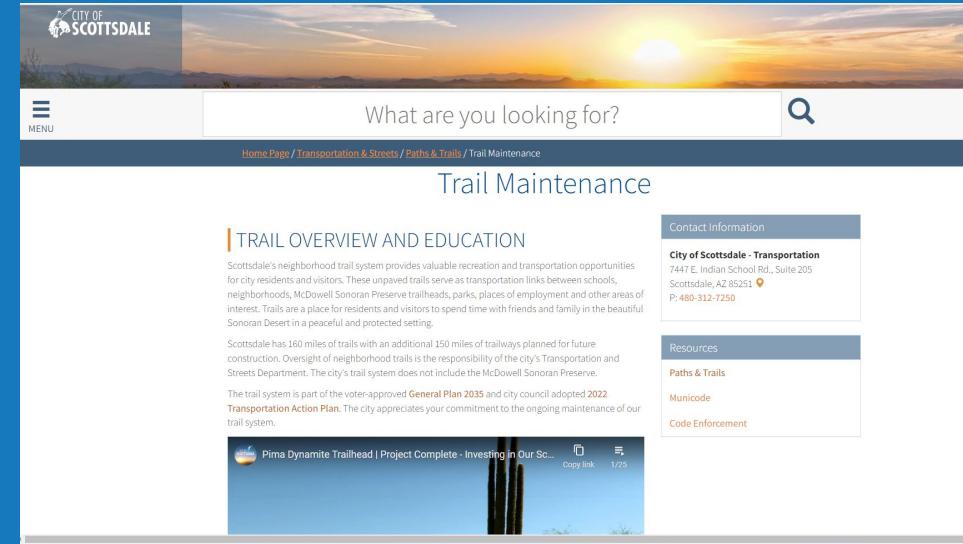 CITY OF
SCOTTSDALE
MENU
What are you looking for?
Home Page / Transportation & Streets / Paths & Trails / Trail Maintenance
Trail Maintenance
TRAIL OVERVIEW AND EDUCATION
Scottsdale's neighborhood trail system provides valuable recreation and transportation opportunities
for city residents and visitors. These unpaved trails serve as transportation links between schools,
neighborhoods, McDowell Sonoran Preserve trailheads, parks, places of employment and other areas of
interest. Trails are a place for residents and visitors to spend time with friends and family in the beautiful
Sonoran Desert in a peaceful and protected setting.
Scottsdale has 160 miles of trails with an additional 150 miles of trailways planned for future
construction. Oversight of neighborhood trails is the responsibility of the city's Transportation and
Streets Department. The city's trail system does not include the McDowell Sonoran Preserve.
The trail system is part of the voter-approved General Plan 2035 and city council adopted 2022
Transportation Action Plan. The city appreciates your commitment to the ongoing maintenance of our
trail system.
Pima Dynamite Trailhead | Project Complete - Investing in Our Sc...
Copy link
1/25
Contact Information
City of Scottsdale - Transportation
7447 E. Indian School Rd., Suite 205
Scottsdale, AZ 85251
P: 480-312-7250
Resources
Paths & Trails
Municode
Code Enforcement